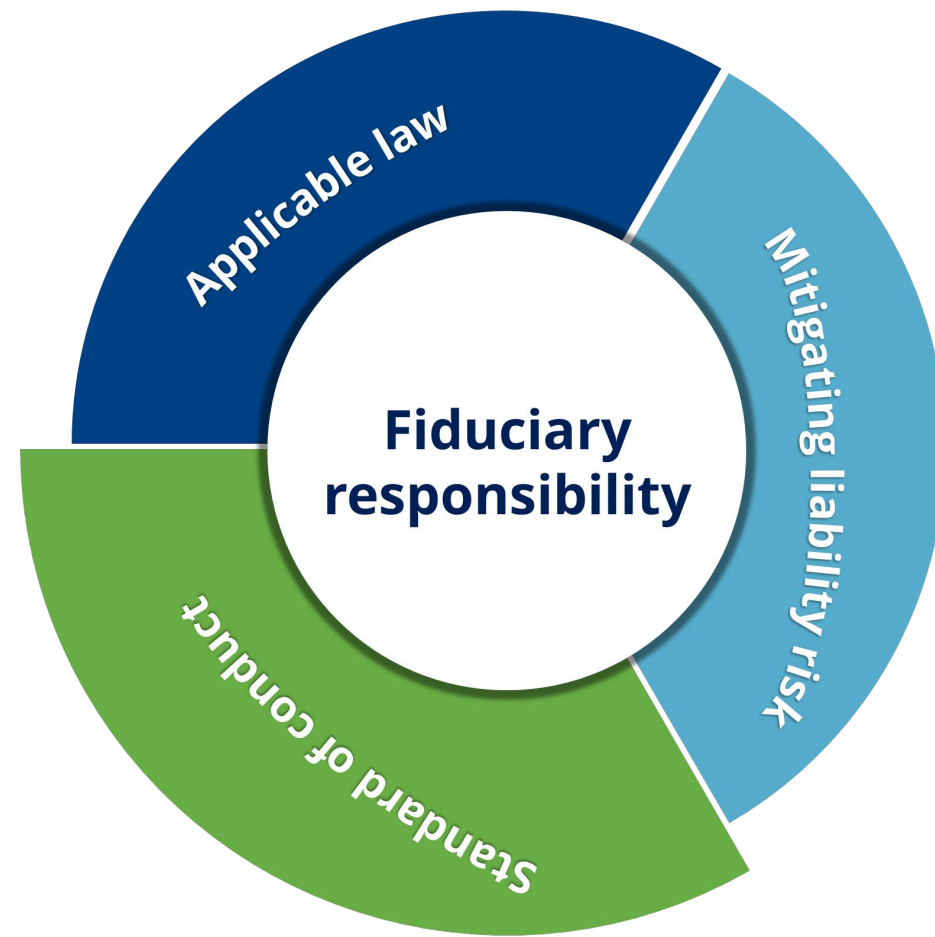 Applicable law
Mitigating liability risk
Fiduciary
responsibility
Standard of conduct